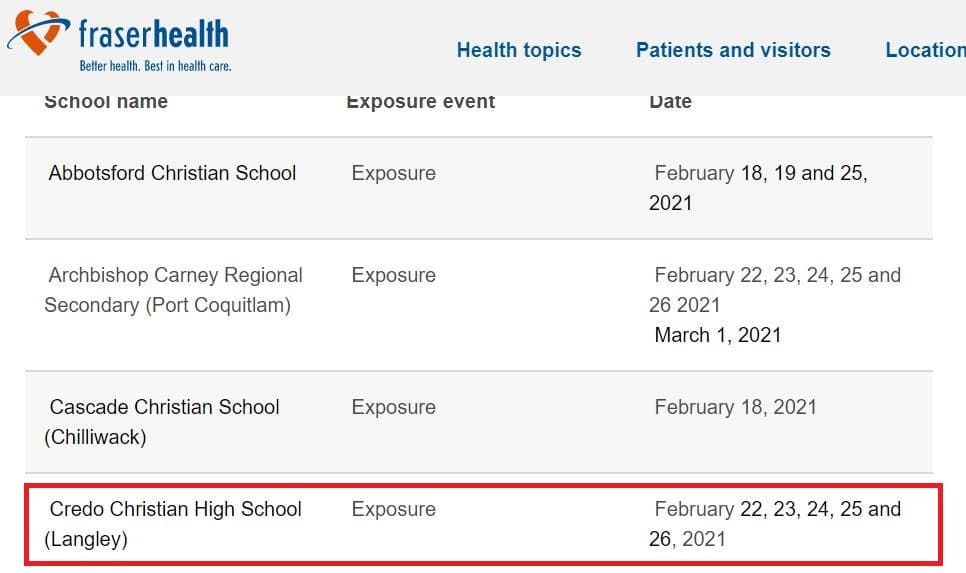 fraserhealth
Better health. Best in health care.
Health topics Patients and visitors Location
School name Exposure event Date
Abbotsford Christian School Exposure February 18, 19 and 25,
2021
Archbishop Carney Regional Exposure February 22, 23, 24, 25 and
Secondary (Port Coquitlam) 26 2021
March 1, 2021
Cascade Christian School Exposure February 18, 2021
(Chilliwack)
Credo Christian High School Exposure February 22, 23, 24, 25 and
(Langley) 26, 2021